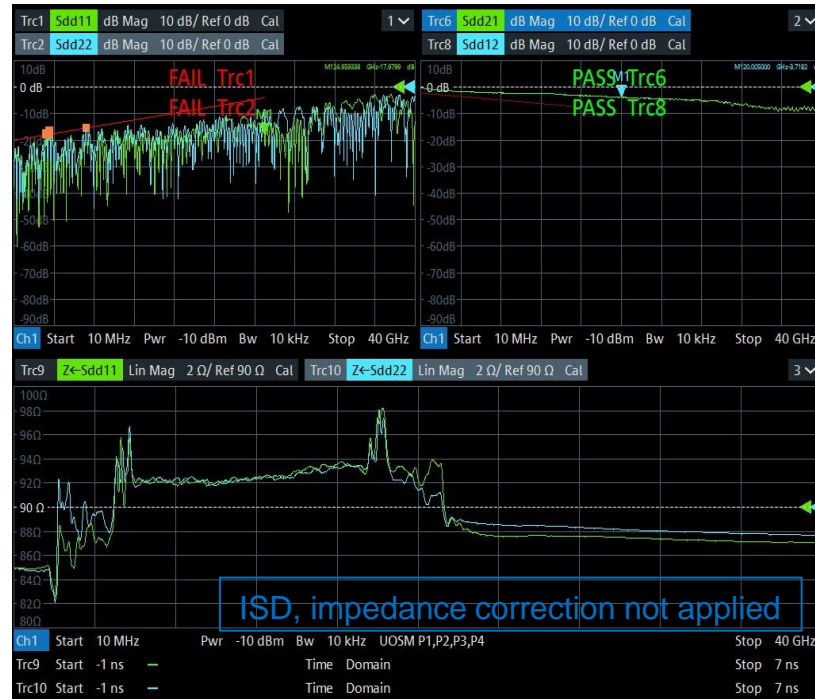 Trc1 Sdd11 dB Mag 10 dB/ Ref 0 dB Cal 1
Trc2 Sdd22 dB Mag 10 dB/ Ref 0 dB Cal
10dB
0 dB
-10dB
-40dB
-50dB
-60dB
-70dB
-80dB
-90dB
FAIL Trc1
FAIL Trc2
Ch1 Start 10 MHz Pwr -10 dBm Bw 10 kHz Stop 40 GHz
Trc6 Sdd21 dB Mag 10 dB/ Ref 0 dB Cal 2
Trc8 Sdd12 dB Mag 10 dB/ Ref 0 dB Cal
10dB
0 dB
-10dB
-20dB
-30dB
-40dB
-50dB
-60dB
-70dB
-80dB
-90dB
PASS Trc6
M1
PASS Trc8
Ch1 Start 10 MHz Pwr -10 dBm Bw 10 kHz Stop 40 GHz
Trc9 Z←Sdd11 Lin Mag 2 Ω/ Ref 90 Ω Cal Trc10 Z←Sdd22 Lin Mag 2 Ω/ Ref 90 Ω Cal 3
100Ω
98Ω
96Ω
94Ω
92Ω
90 Ω
88Ω
86Ω
84Ω
82Ω
80Ω
ISD, impedance correction not applied
Ch1 Start 10 MHz Pwr -10 dBm Bw 10 kHz UOSM P1,P2,P3,P4 Stop 40 GHz
Trc9 Start -1 ns Time Domain Stop 7 ns
Trc10 Start -1 ns Time Domain Stop 7 ns